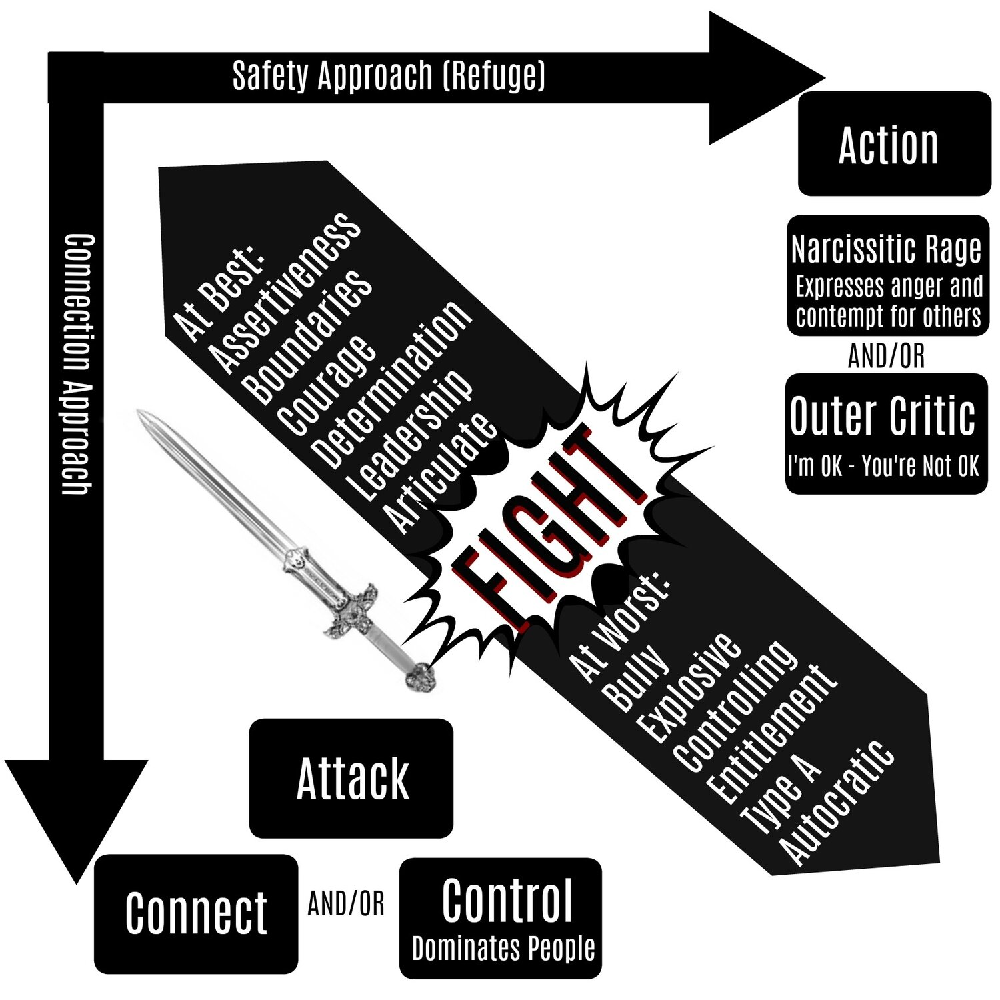 Safety Approach (Refuge)
Action
Narcissitic Rage
Expresses anger and
contempt for others
AND/OR
Outer Critic
I'm OK - You're Not OK
Connection Approach
At Best:
Assertiveness
Boundaries
Courage
Determination
Leadership
Articulate
FIGHT
At Worst:
Bully
Explosive
Controlling
Entitlement
Type A
Autocratic
Attack
Connect
AND/OR
Control
Dominates People